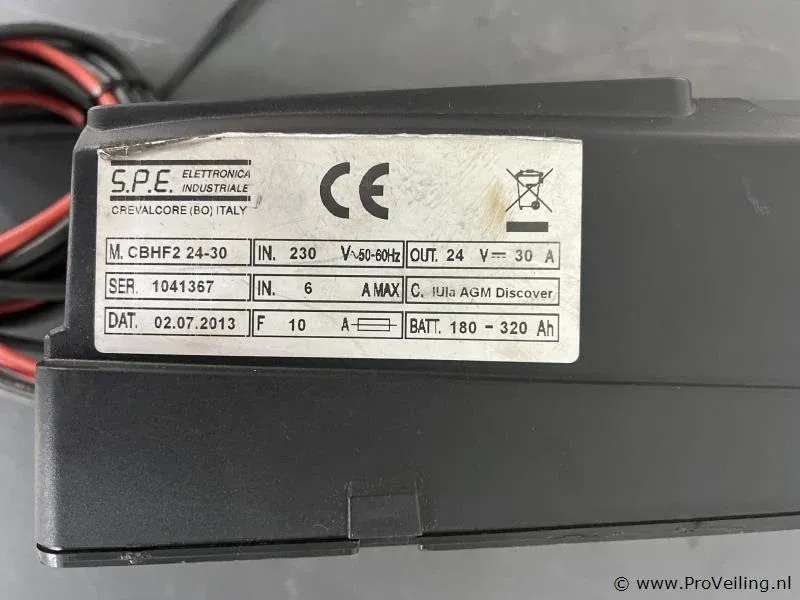 S.P.E. ELETTRONICA INDUSTRIALE
CREVALCORE (BO) ITALY
CE
M. CBHF2 24-30 IN. 230 V~50-60Hz OUT. 24 V⎓ 30 A
SER. 1041367 IN. 6 A MAX C. IUIa AGM Discover
DAT. 02.07.2013 F 10 A BATT. 180 - 320 Ah
© www.ProVeiling.nl